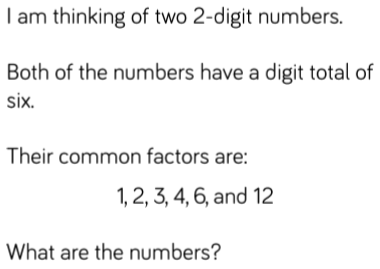 I am thinking of two 2-digit numbers.
Both of the numbers have a digit total of
six.
Their common factors are:
1, 2, 3, 4, 6, and 12
What are the numbers?